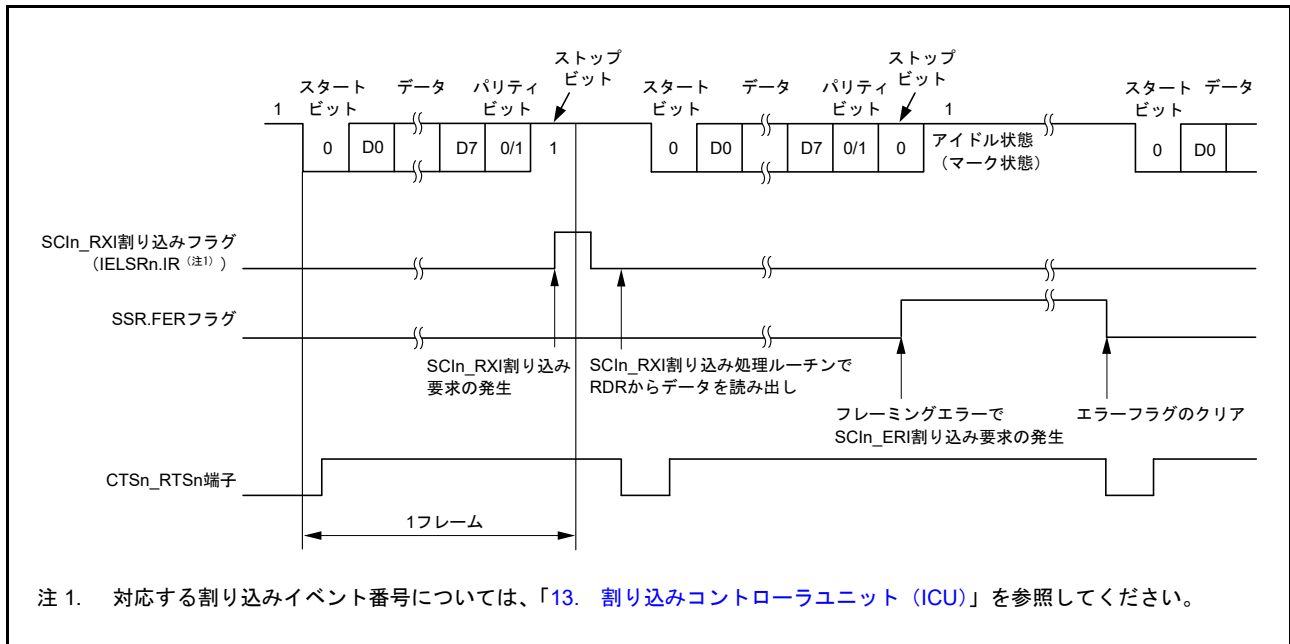 ストップ
ビット
ストップ
ビット
スタート データ パリティ
ビット ビット
スタート データ パリティ
ビット ビット
スタート データ
ビット
1
1
0 D0 D7 0/1 1
0 D0 D7 0/1 0
アイドル状態
(マーク状態)
0 D0
SCIn_RXI割り込みフラグ
(IELSRn.IR (注1) )
SSR.FERフラグ
SCIn_RXI割り込み
要求の発生
SCIn_RXI割り込み処理ルーチンで
RDRからデータを読み出し
フレーミングエラーで
SCIn_ERI割り込み要求の発生
エラーフラグのクリア
CTSn_RTSn端子
1フレーム
注 1. 対応する割り込みイベント番号については、「13. 割り込みコントローラユニット (ICU)」を参照してください。